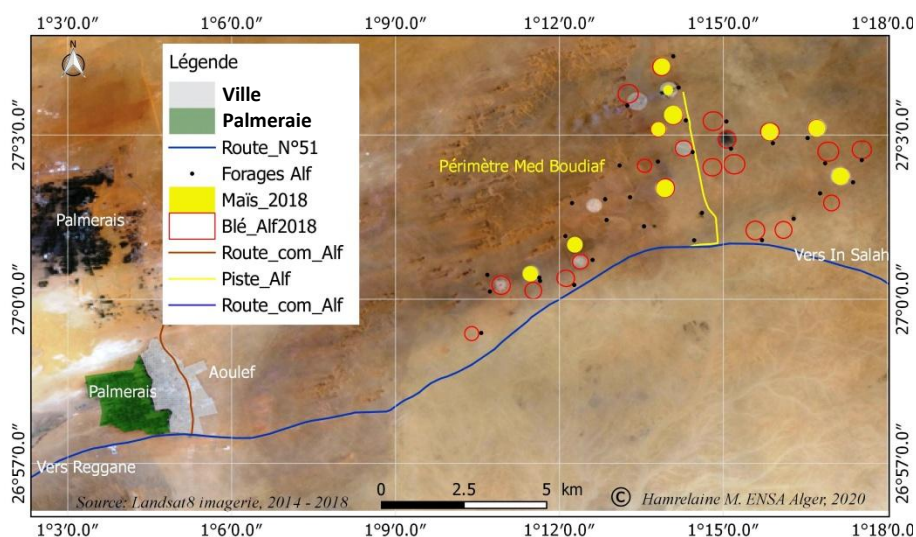 1°30.0" 1°6'0.0" 1°9'0.0" 1°12'0.0" 1°15'0.0" 1°18'0.0"
N
Légende
Ville
Palmeraie
Route_N°51
Forages Alf
Maïs_2018
Blé_Alf2018
Route_com_Alf
Piste_Alf
Route_com_Alf
27°3'0.0"
27°3'0.0"
Périmètre Med Boudiaf
Palmerais
Vers In Salah
27°0'0.0"
27°0'0.0"
Aoulef
Palmerais
Vers Reggane
26°57'0.0"
26°57'0.0"
0 2.5 5 km
Source: Landsat8 imagerie, 2014 - 2018
© Hamrelaine M. ENSA Alger, 2020
1°30.0" 1°6'0.0" 1°9'0.0" 1°12'0.0" 1°15'0.0" 1°18'0.0"